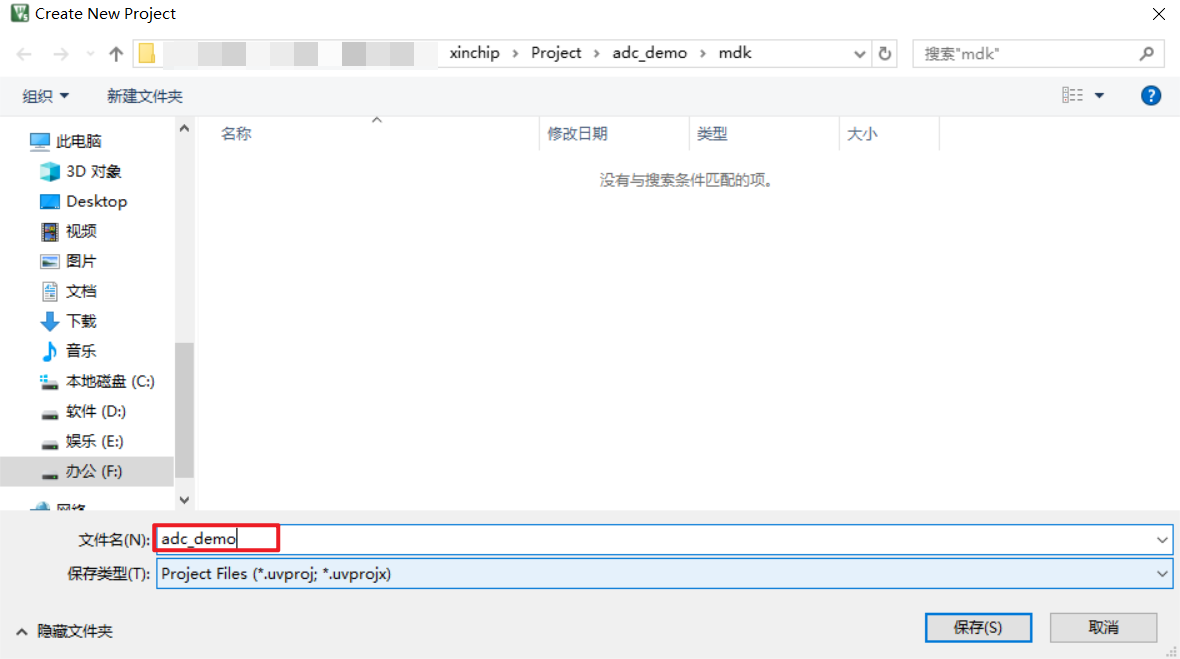 Create New Project
xinchip › Project › adc_demo › mdk
搜索"mdk"
组织
新建文件夹
名称
修改日期
类型
大小
没有与搜索条件匹配的项。
此电脑
3D 对象
Desktop
视频
图片
文档
下载
音乐
本地磁盘 (C:)
软件 (D:)
娱乐 (E:)
办公 (F:)
网络
文件名(N):
adc_demo
保存类型(T):
Project Files (*.uvproj; *.uvprojx)
隐藏文件夹
保存(S)
取消